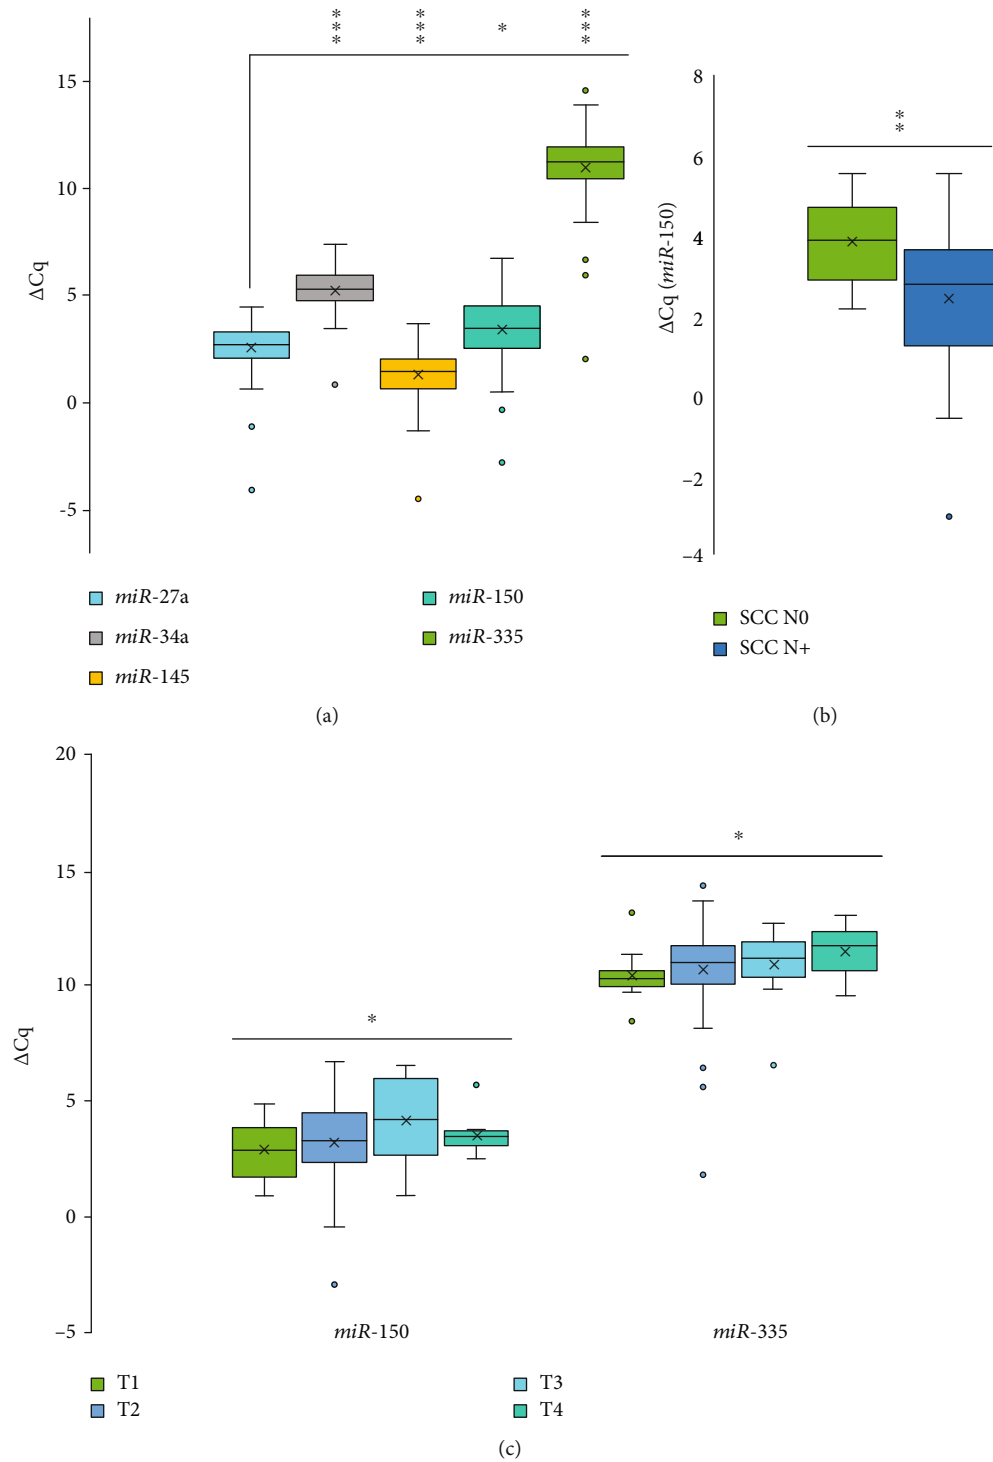 *** *** * ***
15
10
5
0
-5
ΔCq
miR-27a
miR-34a
miR-145
miR-150
miR-335
(a)
**
8
6
4
2
0
–2
–4
ΔCq (miR-150)
SCC N0
SCC N+
(b)
20
15
10
5
0
–5
ΔCq
*
*
miR-150
miR-335
T1
T2
T3
T4
(c)